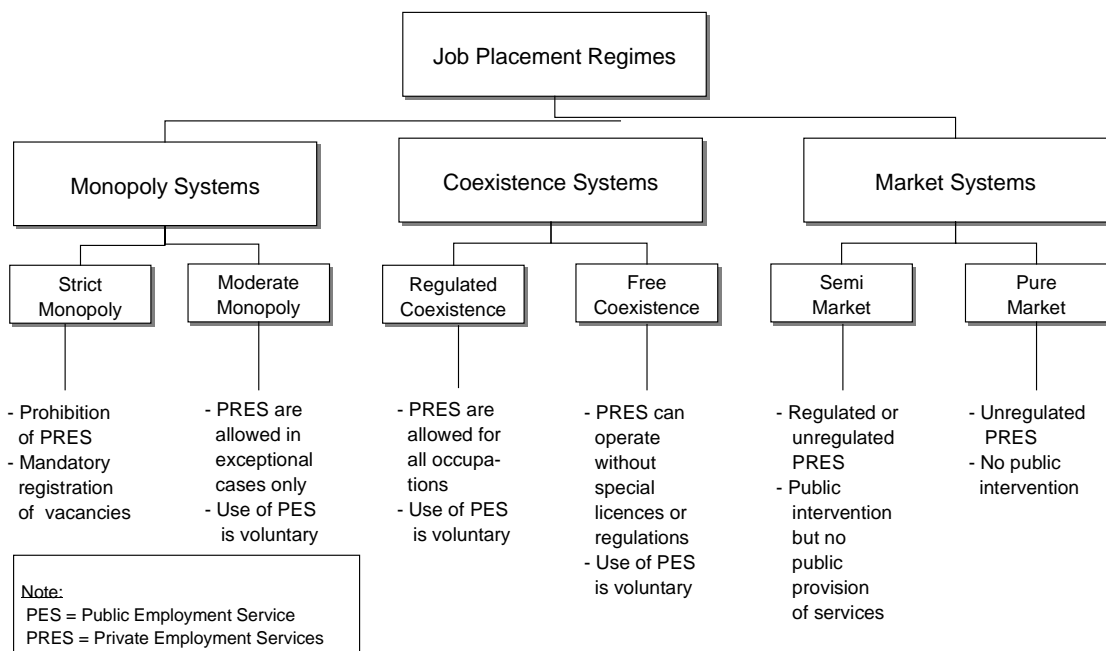 Job Placement Regimes
Monopoly Systems
Coexistence Systems
Market Systems
Strict
Monopoly
Moderate
Monopoly
Regulated
Coexistence
Free
Coexistence
Semi
Market
Pure
Market
- Prohibition
of PRES
- Mandatory
registration
of vacancies
- PRES are
allowed in
exceptional
cases only
- Use of PES
is voluntary
- PRES are
allowed for
all occupa-
tions
- Use of PES
is voluntary
- PRES can
operate
without
special
licences or
regulations
- Use of PES
is voluntary
- Regulated or
unregulated
PRES
- Public
intervention
but no
public
provision
of services
- Unregulated
PRES
- No public
intervention
Note:
PES = Public Employment Service
PRES = Private Employment Services